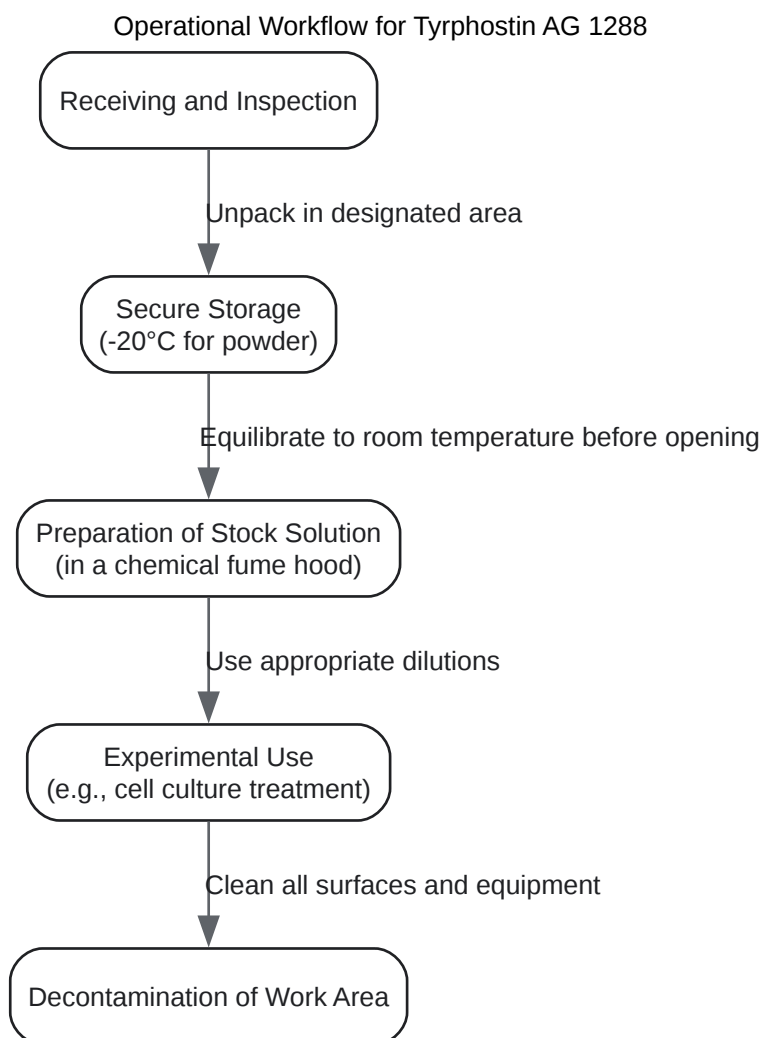 Operational Workflow for Tyrphostin AG 1288
Receiving and Inspection
Unpack in designated area
Secure Storage
(-20°C for powder)
Equilibrate to room temperature before opening
Preparation of Stock Solution
(in a chemical fume hood)
Use appropriate dilutions
Experimental Use
(e.g., cell culture treatment)
Clean all surfaces and equipment
Decontamination of Work Area